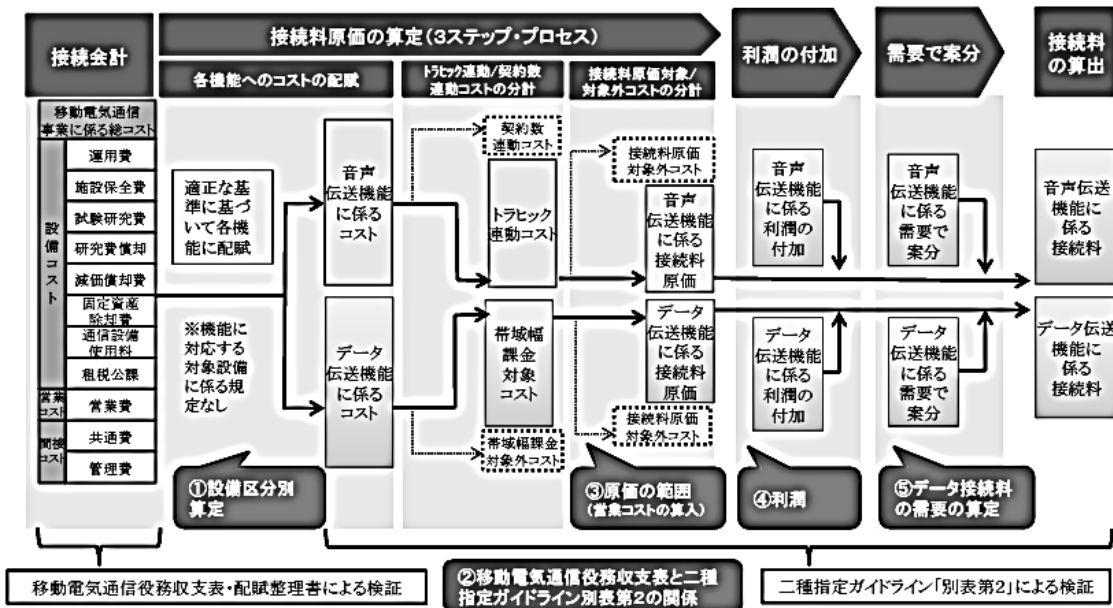 接続会計
接続料原価の算定(3ステップ・プロセス)
利潤の付加
需要で案分
接続料
の算出
各機能へのコストの配賦
トラヒック連動/契約数
連動コストの分計
接続料原価対象/
対象外コストの分計
移動電気通信
事業に係る総コスト
設備コスト
運用費
施設保全費
試験研究費
研究費償却
減価償却費
固定資産
除却費
通信設備
使用料
租税公課
営業
コスト
営業費
間接
コスト
共通費
管理費
適正な基
準に基づ
いて各機
能に配賦
※機能に
対応する
対象設備
に係る規
定なし
音声
伝送機能
に係る
コスト
データ
伝送機能
に係る
コスト
契約数
連動コスト
トラヒック
連動コスト
帯域幅
課金
対象
コスト
帯域幅課金
対象外コスト
接続料原価
対象外コスト
音声
伝送機能
に係る
接続料
原価
データ
伝送機能
に係る
接続料
原価
接続料原価
対象外コスト
音声
伝送機能
に係る
利潤の
付加
データ
伝送機能
に係る
利潤の
付加
音声
伝送機能
に係る
需要で
案分
データ
伝送機能
に係る
需要で
案分
音声伝送
機能に
係る
接続料
データ伝送
機能に
係る
接続料
①設備区分別
算定
③原価の範囲
(営業コストの算入)
④利潤
⑤データ接続料
の需要の算定
移動電気通信役務収支表・配賦整理書による検証
②移動電気通信役務収支表と二種
指定ガイドライン別表第2の関係
二種指定ガイドライン「別表第2」による検証